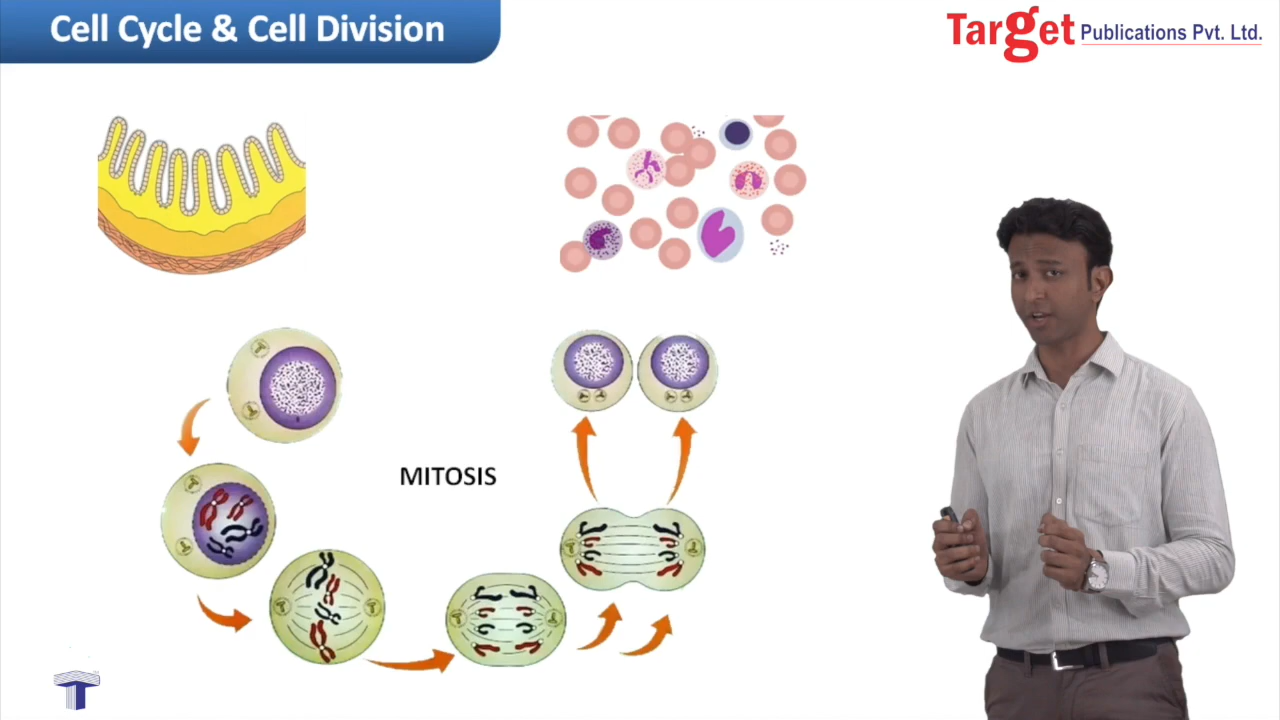 Cell Cycle & Cell Division
Target Publications Pvt. Ltd.
MITOSIS